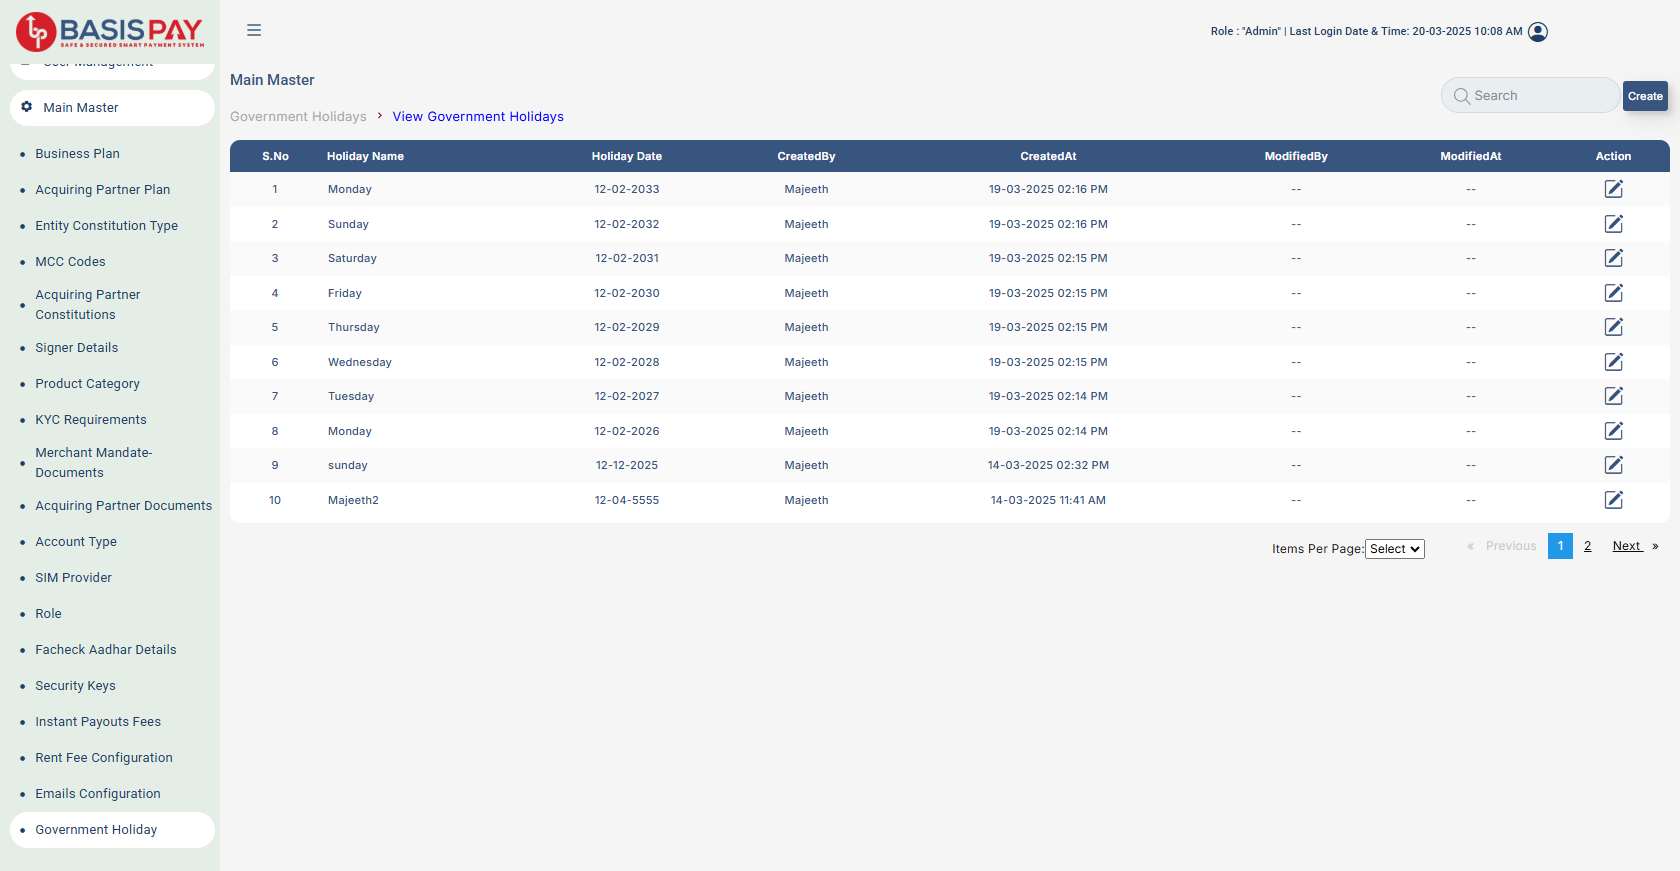 BASISPAY
SAFE & SECURED SMART PAYMENT SYSTEM
Role : "Admin" | Last Login Date & Time: 20-03-2025 10:08 AM
User Management
Main Master
Business Plan
Acquiring Partner Plan
Entity Constitution Type
MCC Codes
Acquiring Partner
Constitutions
Signer Details
Product Category
KYC Requirements
Merchant Mandate-
Documents
Acquiring Partner Documents
Account Type
SIM Provider
Role
Facheck Aadhar Details
Security Keys
Instant Payouts Fees
Rent Fee Configuration
Emails Configuration
Government Holiday
Main Master
Search
Create
Government Holidays > View Government Holidays
S.No Holiday Name Holiday Date CreatedBy CreatedAt ModifiedBy ModifiedAt Action
1 Monday 12-02-2033 Majeeth 19-03-2025 02:16 PM -- --
2 Sunday 12-02-2032 Majeeth 19-03-2025 02:16 PM -- --
3 Saturday 12-02-2031 Majeeth 19-03-2025 02:15 PM -- --
4 Friday 12-02-2030 Majeeth 19-03-2025 02:15 PM -- --
5 Thursday 12-02-2029 Majeeth 19-03-2025 02:15 PM -- --
6 Wednesday 12-02-2028 Majeeth 19-03-2025 02:15 PM -- --
7 Tuesday 12-02-2027 Majeeth 19-03-2025 02:14 PM -- --
8 Monday 12-02-2026 Majeeth 19-03-2025 02:14 PM -- --
9 sunday 12-12-2025 Majeeth 14-03-2025 02:32 PM -- --
10 Majeeth2 12-04-5555 Majeeth 14-03-2025 11:41 AM -- --
Items Per Page: Select « Previous 1 2 Next »